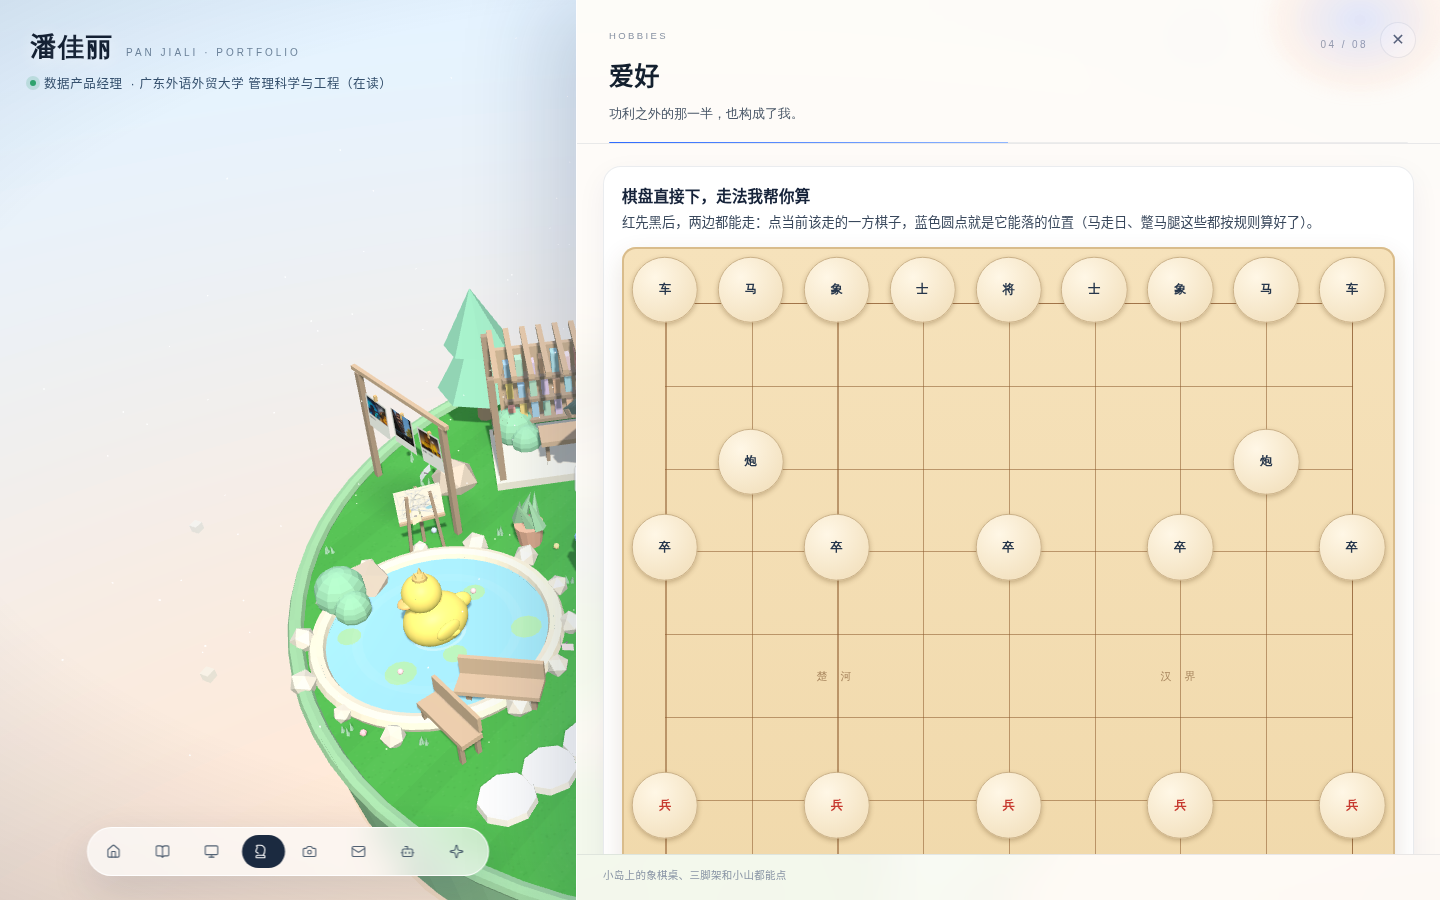 潘佳丽 PAN JIALI · PORTFOLIO
数据产品经理 · 广东外语外贸大学 管理科学与工程（在读）
HOBBIES
04 / 08
爱好
功利之外的那一半，也构成了我。
棋盘直接下，走法我帮你算
红先黑后，两边都能走：点当前该走的一方棋子，蓝色圆点就是它能落的位置（马走日、蹩马腿这些都按规则算好了）。
车 马 象 士 将 士 象 马 车
炮 炮
卒 卒 卒 卒 卒
楚 河 汉 界
兵 兵 兵 兵 兵
小岛上的象棋桌、三脚架和小山都能点